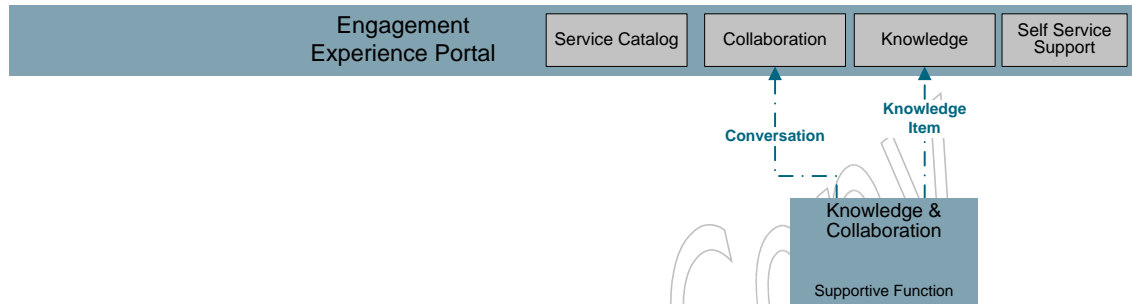 Engagement
Experience Portal
Service Catalog
Collaboration
Knowledge
Self Service
Support
Conversation
Knowledge
Item
Knowledge &
Collaboration
Supportive Function